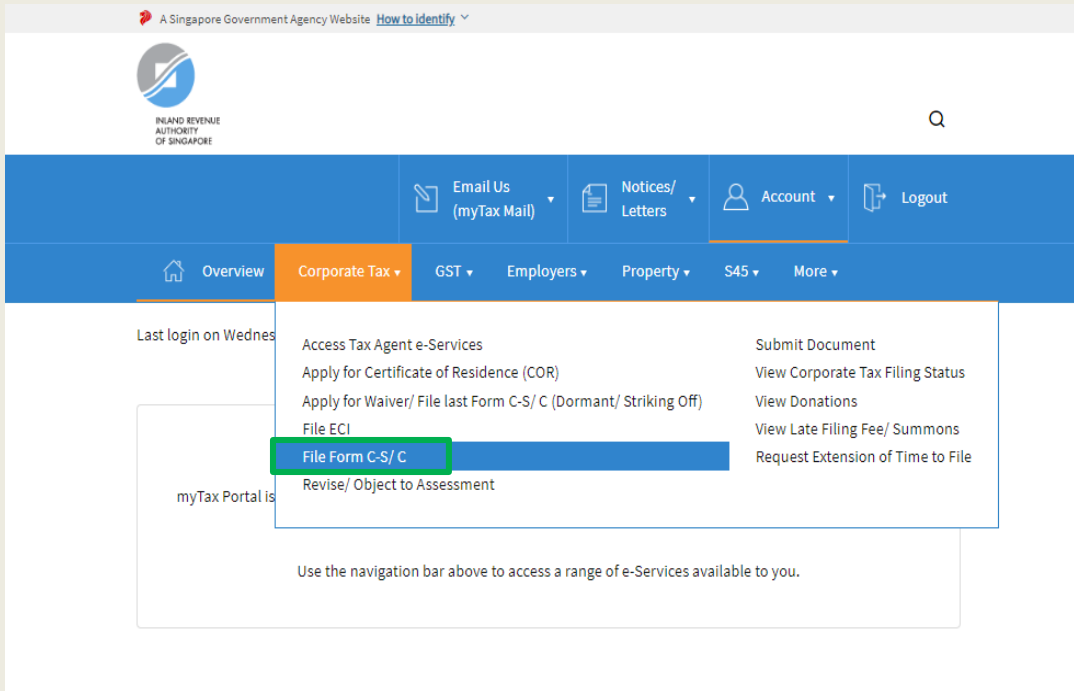 A Singapore Government Agency Website How to identify
INLAND REVENUE
AUTHORITY
OF SINGAPORE
Email Us
(myTax Mail)
Notices/
Letters
Account
Logout
Overview
Corporate Tax
GST
Employers
Property
S45
More
Last login on Wednes
Access Tax Agent e-Services
Apply for Certificate of Residence (COR)
Apply for Waiver/ File last Form C-S/ C (Dormant/ Striking Off)
File ECI
File Form C-S/ C
Revise/ Object to Assessment
Submit Document
View Corporate Tax Filing Status
View Donations
View Late Filing Fee/ Summons
Request Extension of Time to File
myTax Portal is
Use the navigation bar above to access a range of e-Services available to you.